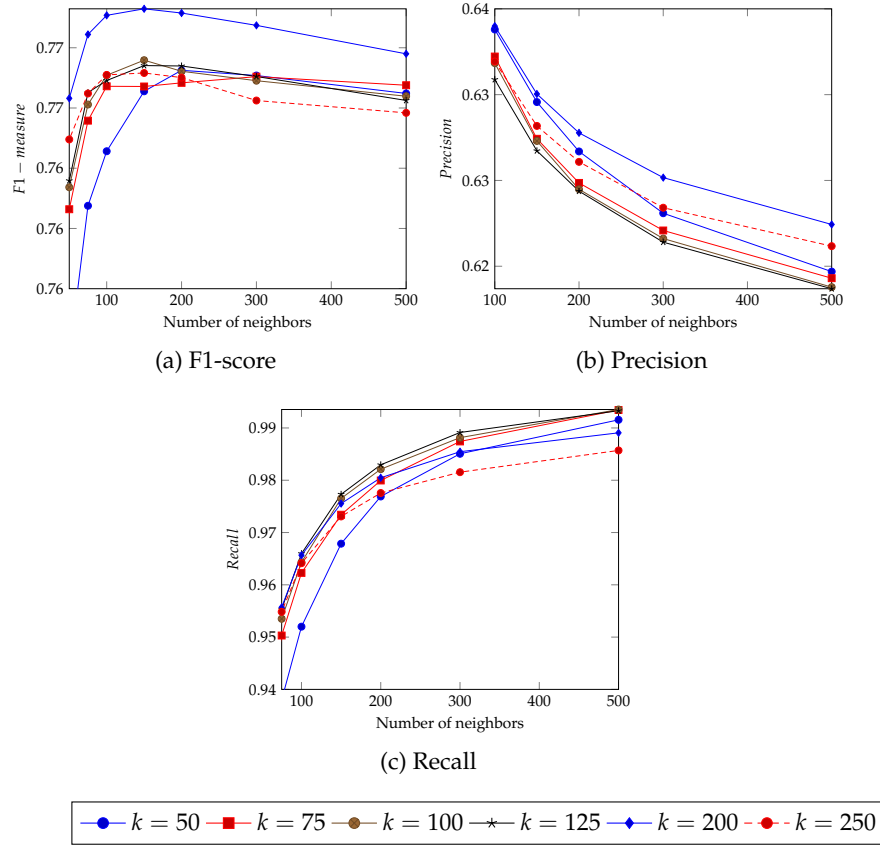 0.77
0.77
0.76
0.76
0.76
F1 − measure
100 200 300 400 500
Number of neighbors
(a) F1-score
0.64
0.63
0.63
0.62
Precision
100 200 300 400 500
Number of neighbors
(b) Precision
0.99
0.98
0.97
0.96
0.95
0.94
Recall
100 200 300 400 500
Number of neighbors
(c) Recall
k = 50 k = 75 k = 100 k = 125 k = 200 k = 250